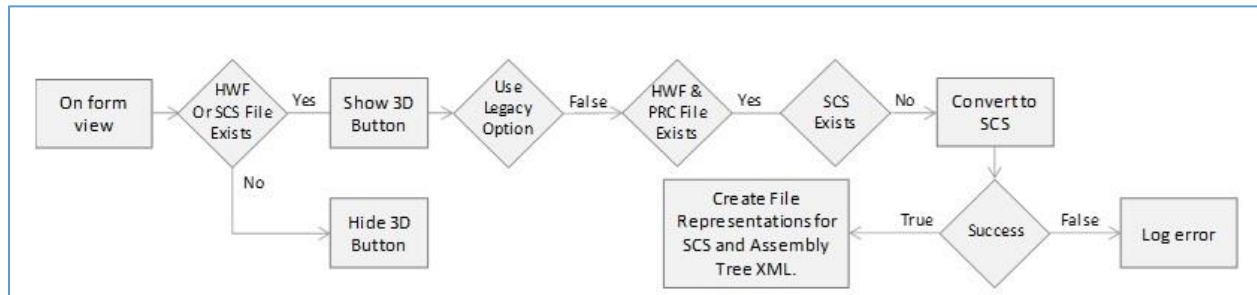 On form
view
HWF
Or SCS File
Exists
Yes
No
Show 3D
Button
Hide 3D
Button
Use
Legacy
Option
False
HWF &
PRC File
Exists
Yes
SCS
Exists
No
Convert to
SCS
Success
True
False
Create File
Representations for
SCS and Assembly
Tree XML.
Log error